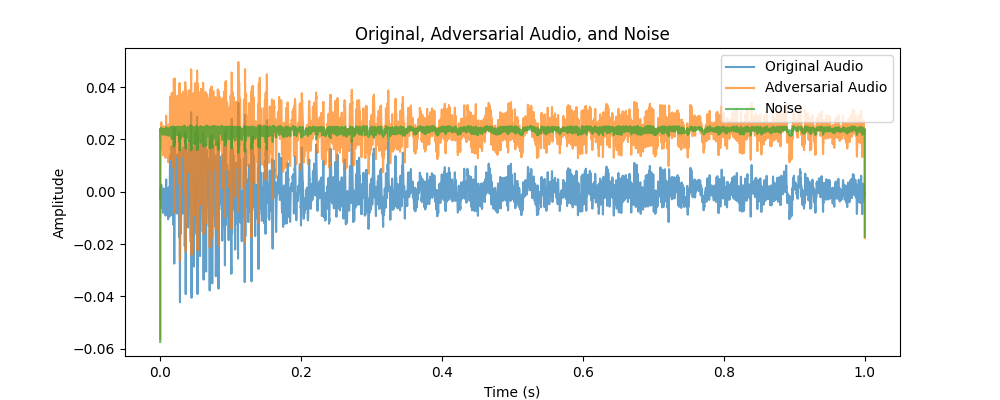 Original, Adversarial Audio, and Noise
Original Audio
Adversarial Audio
Noise
Amplitude
0.04
0.02
0.00
−0.02
−0.04
−0.06
0.0
0.2
0.4
0.6
0.8
1.0
Time (s)